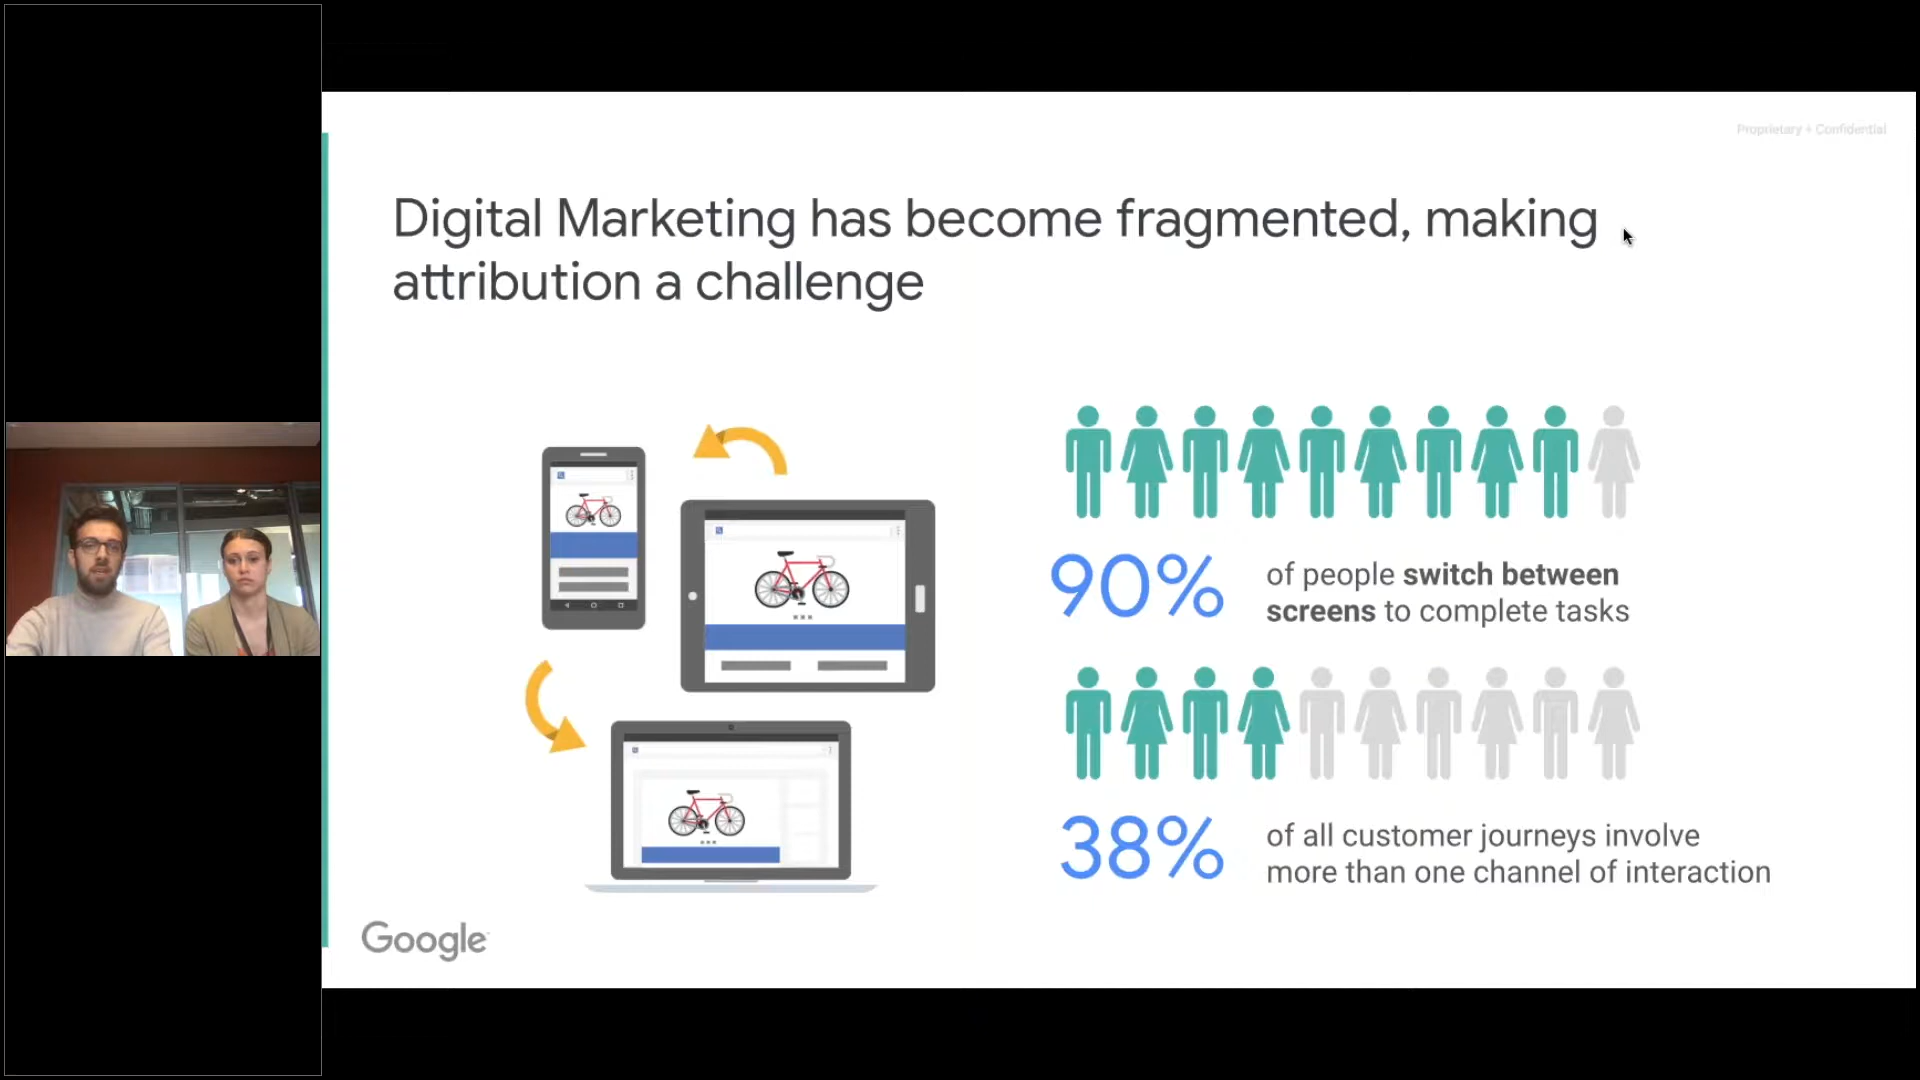 Proprietary + Confidential
Digital Marketing has become fragmented, making
attribution a challenge
90%
of people switch between
screens to complete tasks
38%
of all customer journeys involve
more than one channel of interaction
Google